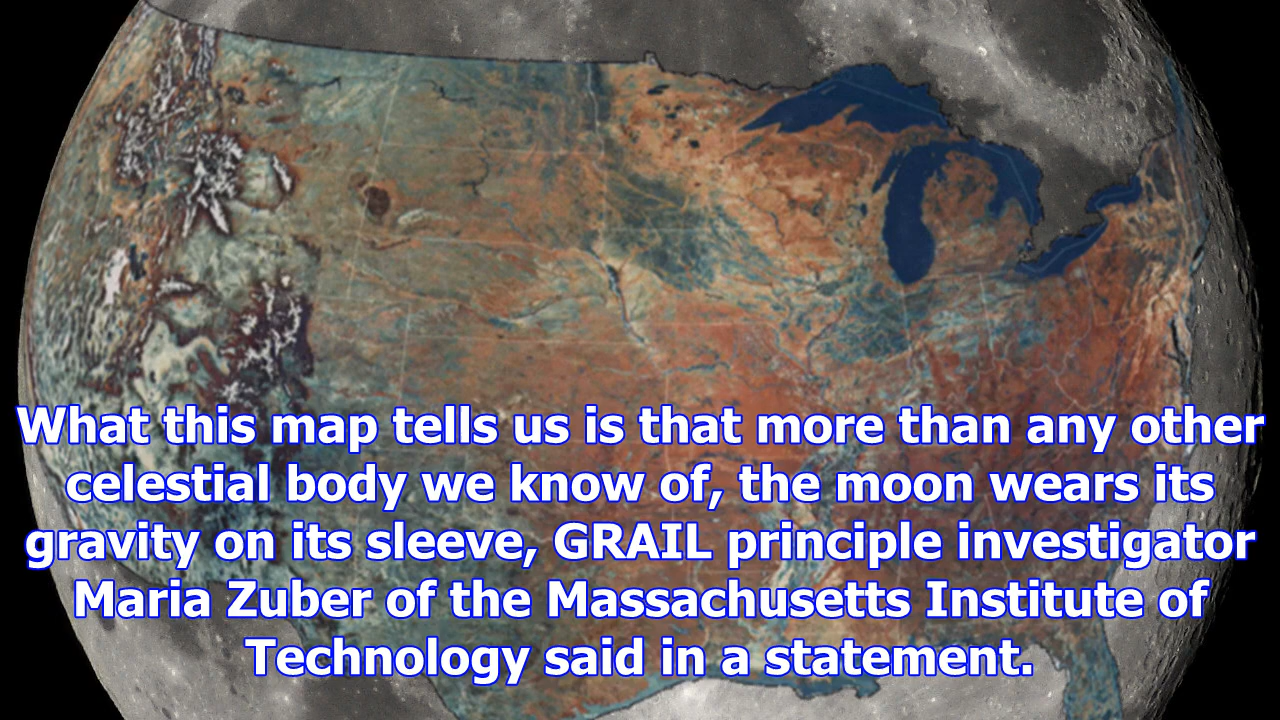 What this map tells us is that more than any other
celestial body we know of, the moon wears its
gravity on its sleeve, GRAIL principle investigator
Maria Zuber of the Massachusetts Institute of
Technology said in a statement.